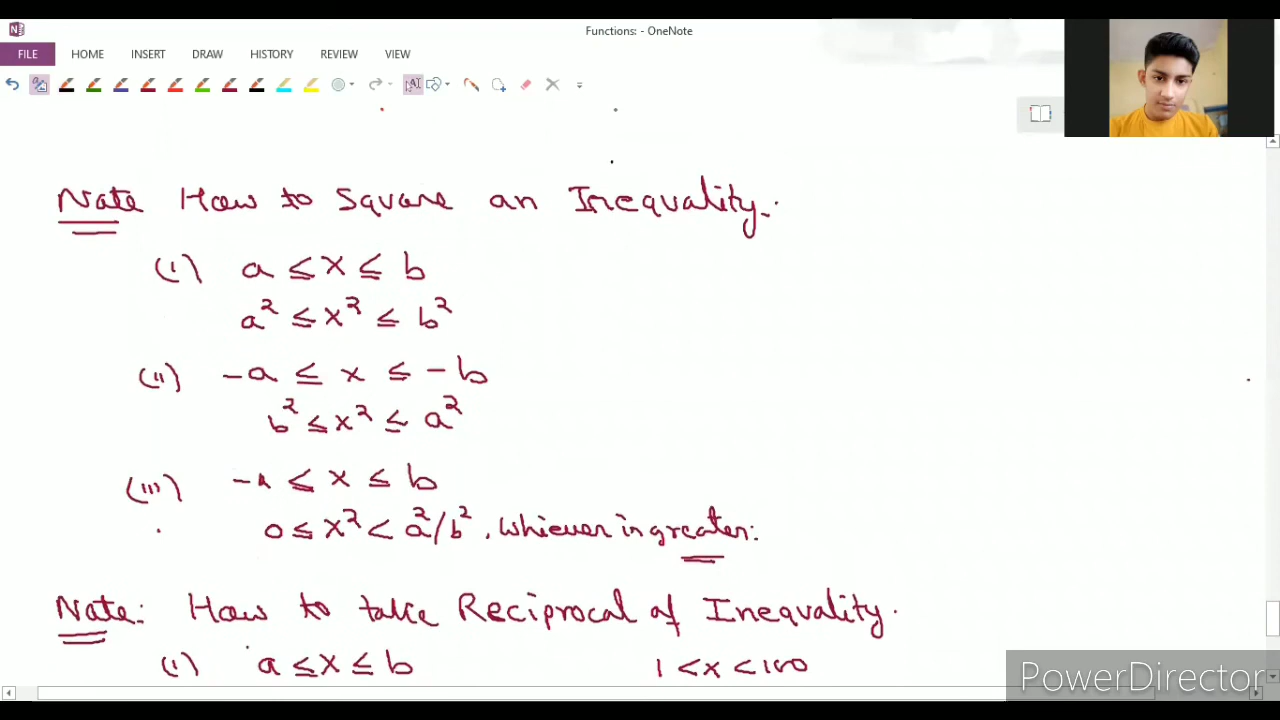 Functions: - OneNote
FILE HOME INSERT DRAW HISTORY REVIEW VIEW
Note How to Square an Inequality.
(i) a ≤ x ≤ b
a² ≤ x² ≤ b²
(ii) -a ≤ x ≤ -b
b² ≤ x² ≤ a²
(iii) -a ≤ x ≤ b
0 ≤ x² < a²/b², whiever in greater:
Note: How to take Reciprocal of Inequality.
(i) a ≤ x ≤ b 1 < x < 100
PowerDirector